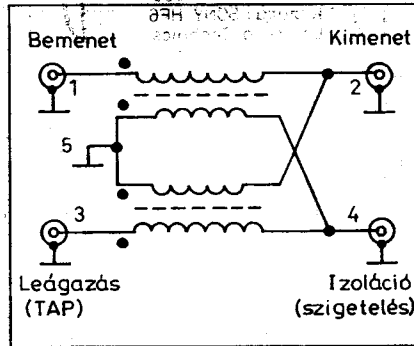 Bemenet
Kimenet
1
2
5
3
4
Leágazás
(TAP)
Izoláció
(szigetelés)